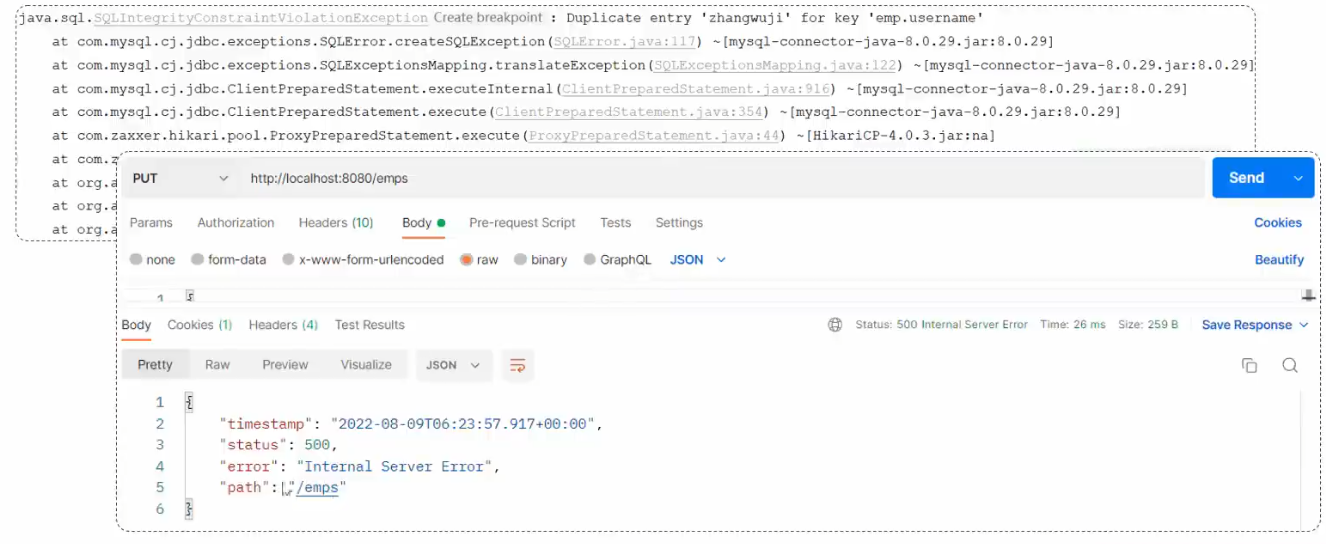 java.sql.SQLIntegrityConstraintViolationException Create breakpoint : Duplicate entry 'zhangwuji' for key 'emp.username'
at com.mysql.cj.jdbc.exceptions.SQLError.createSQLException(SQLError.java:117) ~[mysql-connector-java-8.0.29.jar:8.0.29]
at com.mysql.cj.jdbc.exceptions.SQLExceptionsMapping.translateException(SQLExceptionsMapping.java:122) ~[mysql-connector-java-8.0.29.jar:8.0.29]
at com.mysql.cj.jdbc.ClientPreparedStatement.executeInternal(ClientPreparedStatement.java:916) ~[mysql-connector-java-8.0.29.jar:8.0.29]
at com.mysql.cj.jdbc.ClientPreparedStatement.execute(ClientPreparedStatement.java:354) ~[mysql-connector-java-8.0.29.jar:8.0.29]
at com.zaxxer.hikari.pool.ProxyPreparedStatement.execute(ProxyPreparedStatement.java:44) ~[HikariCP-4.0.3.jar:na]
at com.z
at org.a
at org.a
at org.a
PUT http://localhost:8080/emps Send
Params Authorization Headers (10) Body Pre-request Script Tests Settings Cookies
none form-data x-www-form-urlencoded raw binary GraphQL JSON Beautify
1 {
Body Cookies (1) Headers (4) Test Results Status: 500 Internal Server Error Time: 26 ms Size: 259 B Save Response
Pretty Raw Preview Visualize JSON
1 {
2 "timestamp": "2022-08-09T06:23:57.917+00:00",
3 "status": 500,
4 "error": "Internal Server Error",
5 "path": "/emps"
6 }